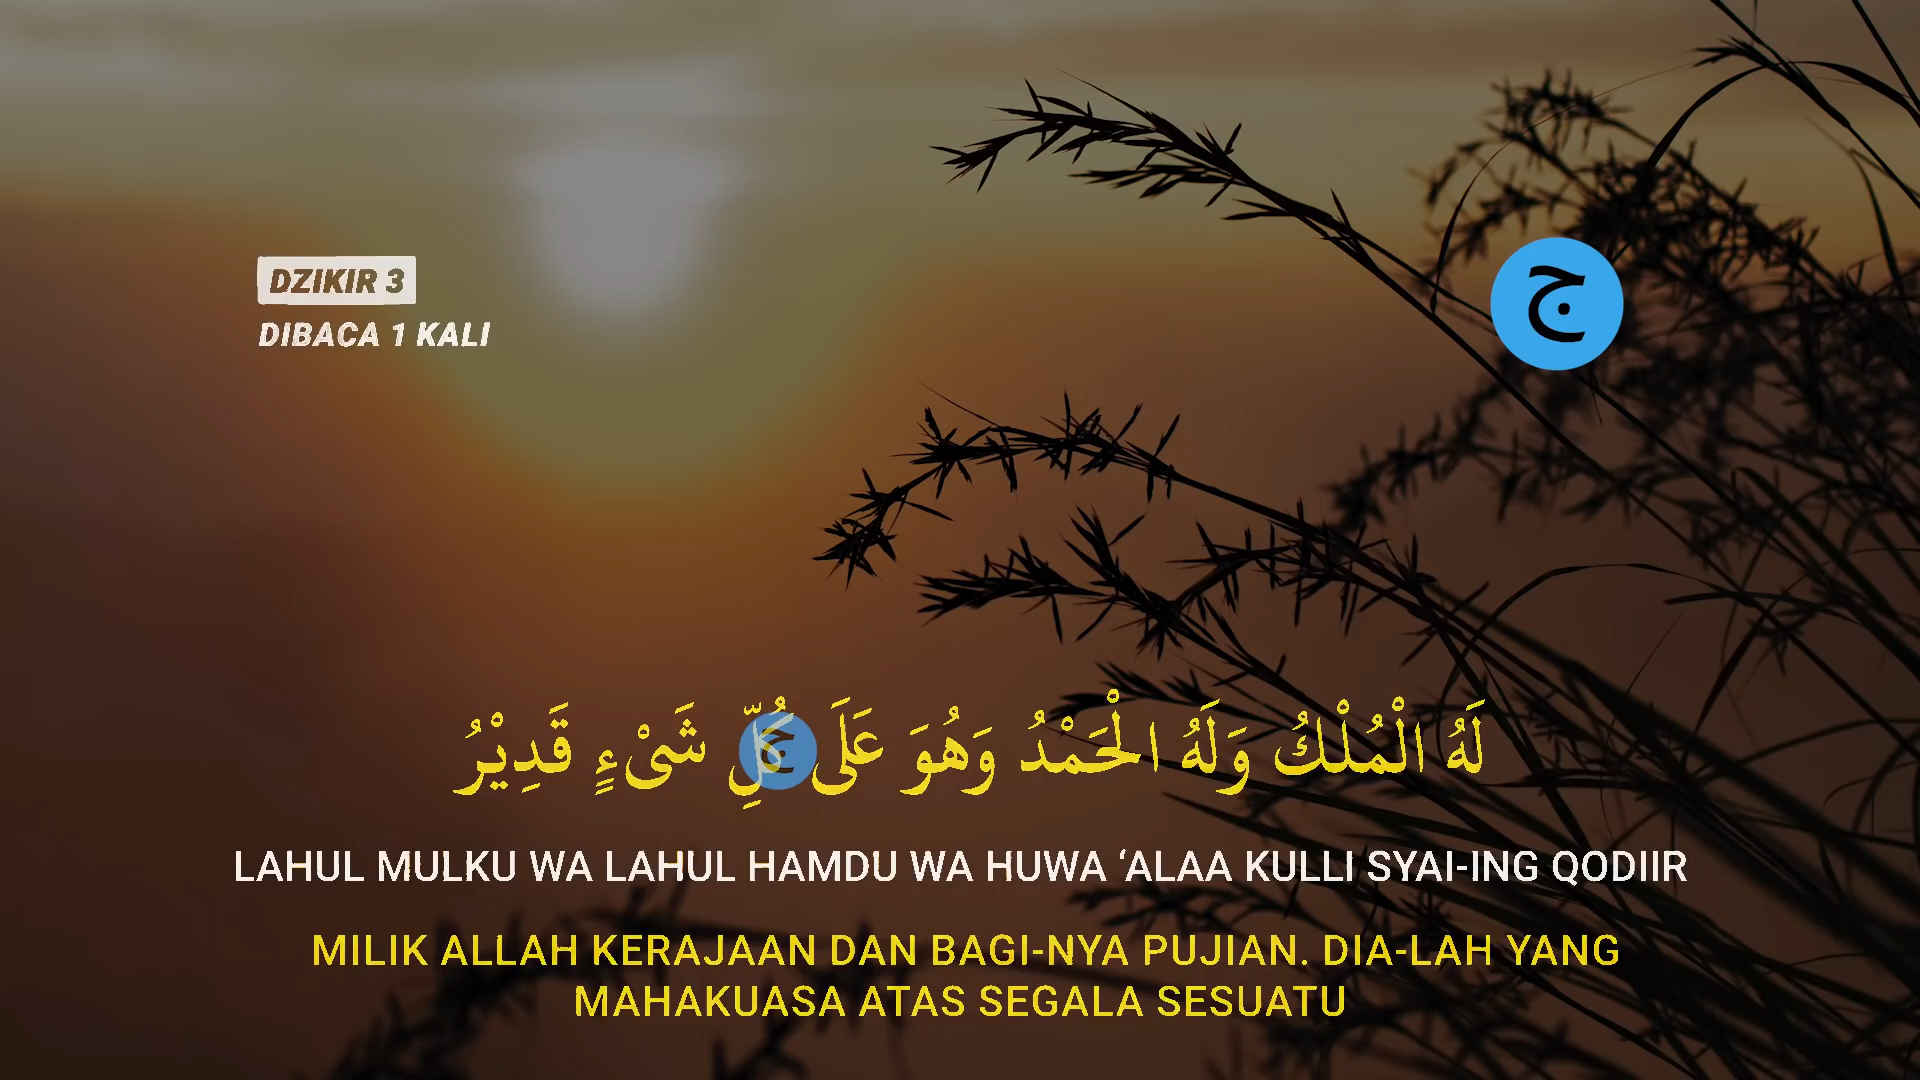 DZIKIR 3
DIBACA 1 KALI
ج
لَهُ الْمُلْكُ وَلَهُ الْحَمْدُ وَهُوَ عَلَى كُلِّ شَىْءٍ قَدِيْرُ
ج
LAHUL MULKU WA LAHUL HAMDU WA HUWA ‘ALAA KULLI SYAI-ING QODIIR
MILIK ALLAH KERAJAAN DAN BAGI-NYA PUJIAN. DIA-LAH YANG
MAHAKUASA ATAS SEGALA SESUATU